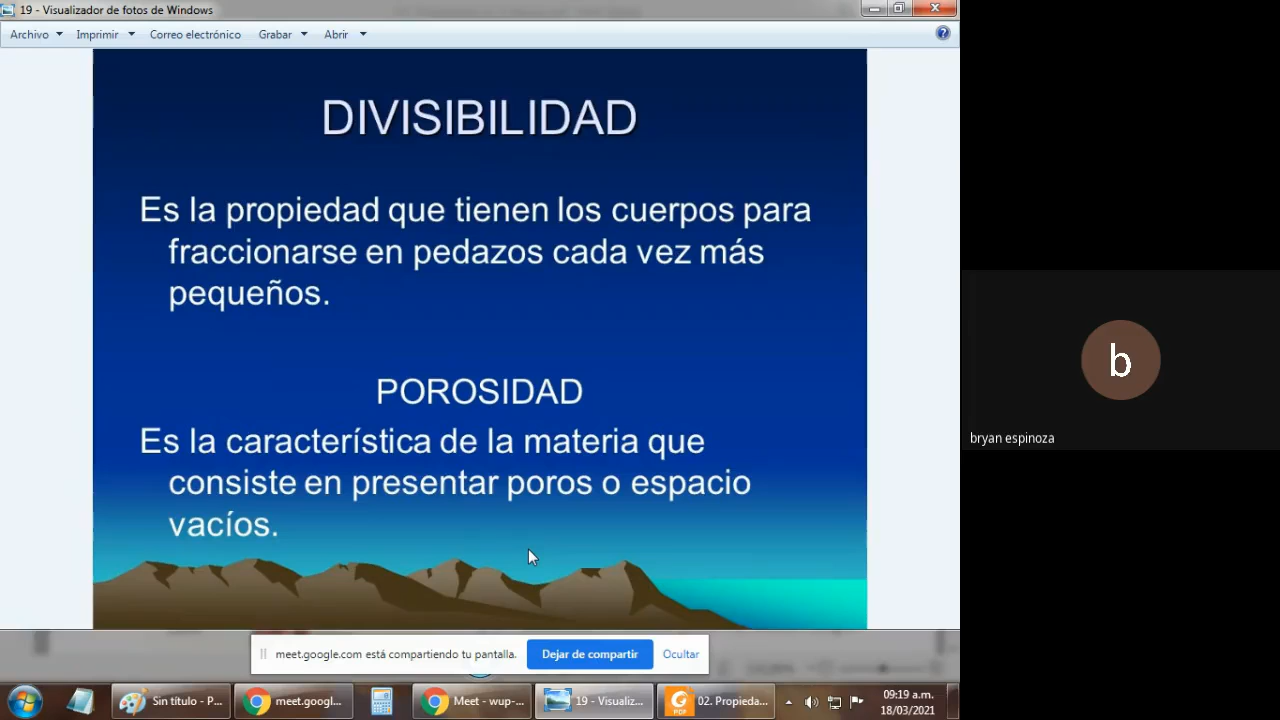 19 - Visualizador de fotos de Windows
Archivo Imprimir Correo electrónico Grabar Abrir
DIVISIBILIDAD
Es la propiedad que tienen los cuerpos para
fraccionarse en pedazos cada vez más
pequeños.
POROSIDAD
Es la característica de la materia que
consiste en presentar poros o espacio
vacíos.
b
bryan espinoza
meet.google.com está compartiendo tu pantalla. Dejar de compartir Ocultar
Sin título - P... meet.googl... Meet - wup-... 19 - Visualiz... PDF 02. Propieda... 09:19 a.m.
18/03/2021